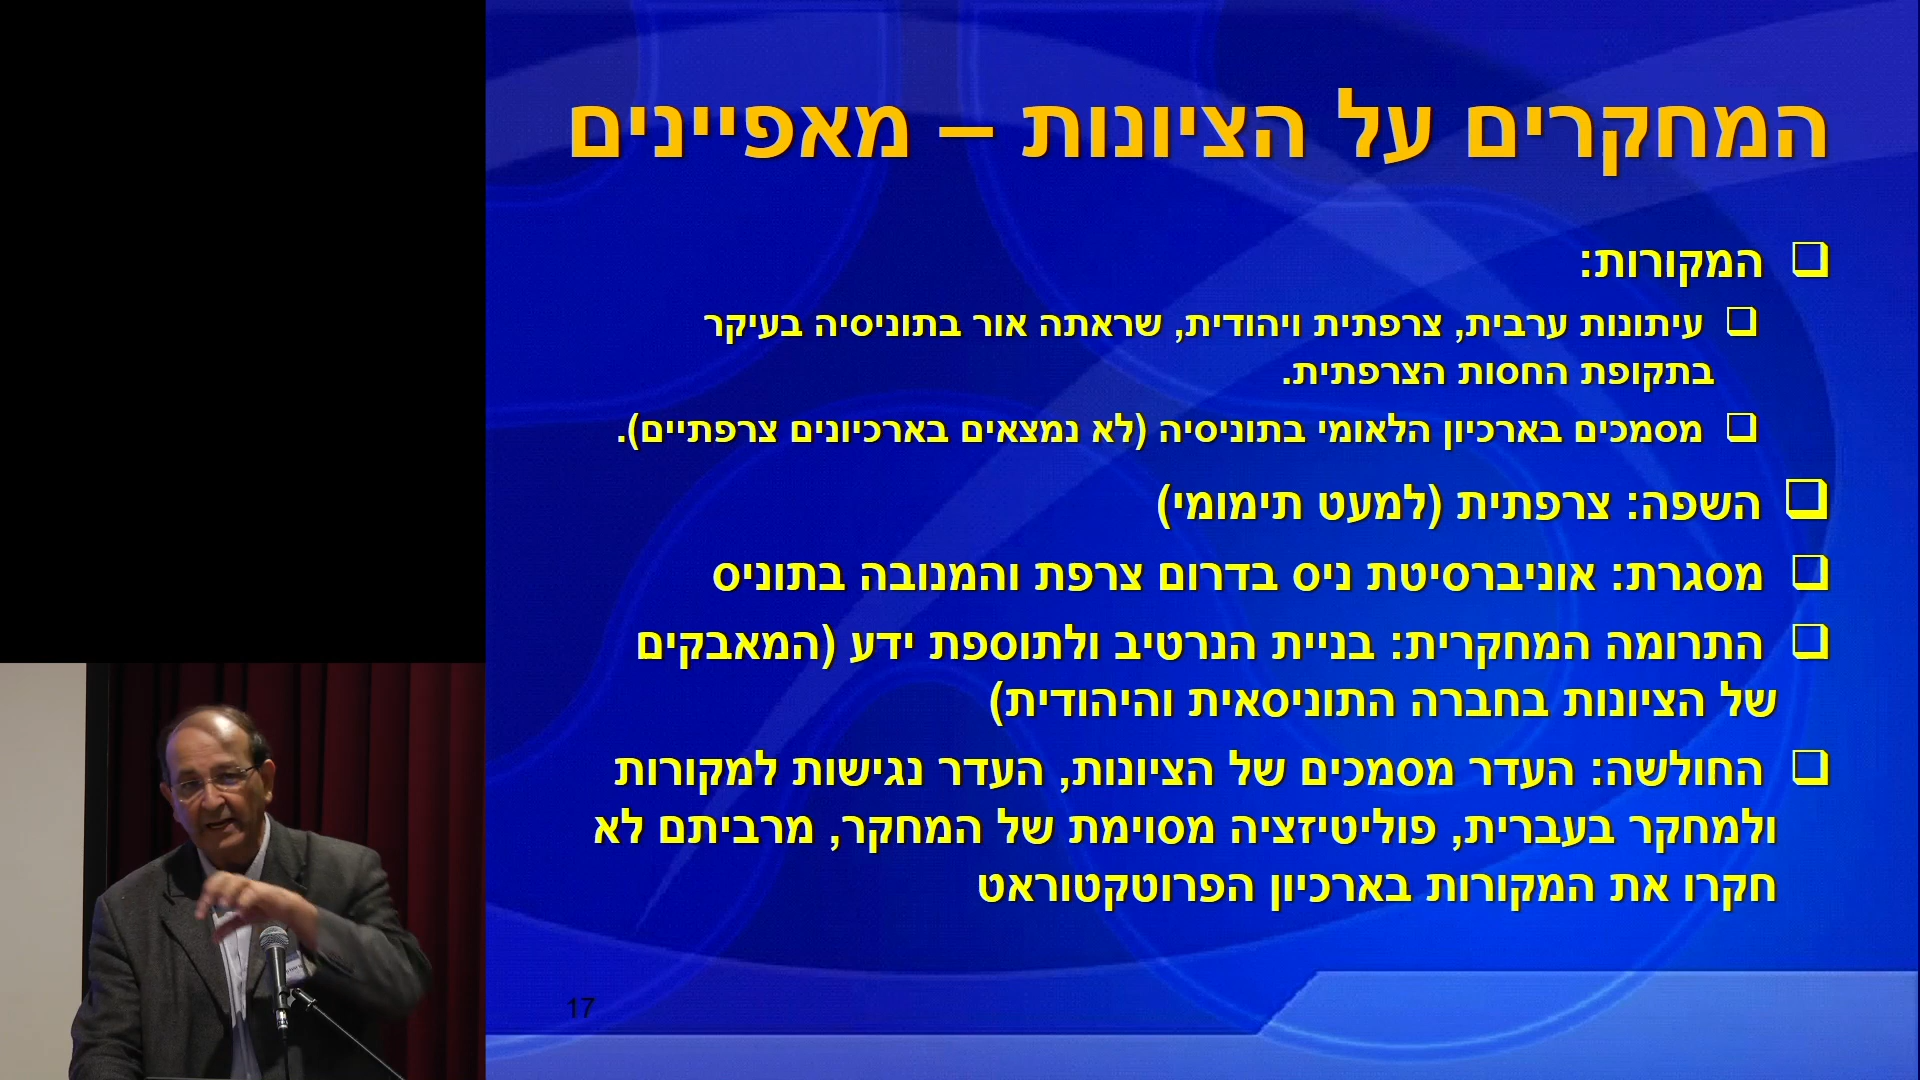 המחקרים על הציונות – מאפיינים
המקורות:
עיתונות ערבית, צרפתית ויהודית, שראתה אור בתוניסיה בעיקר
בתקופת החסות הצרפתית.
מסמכים בארכיון הלאומי בתוניסיה (לא נמצאים בארכיונים צרפתיים).
השפה: צרפתית (למעט תימומי)
מסגרת: אוניברסיטת ניס בדרום צרפת והמנובה בתוניס
התרומה המחקרית: בניית הנרטיב ולתוספת ידע (המאבקים
של הציונות בחברה התוניסאית והיהודית)
החולשה: העדר מסמכים של הציונות, העדר נגישות למקורות
ולמחקר בעברית, פוליטיזציה מסוימת של המחקר, מרביתם לא
חקרו את המקורות בארכיון הפרוטקטוראט
17